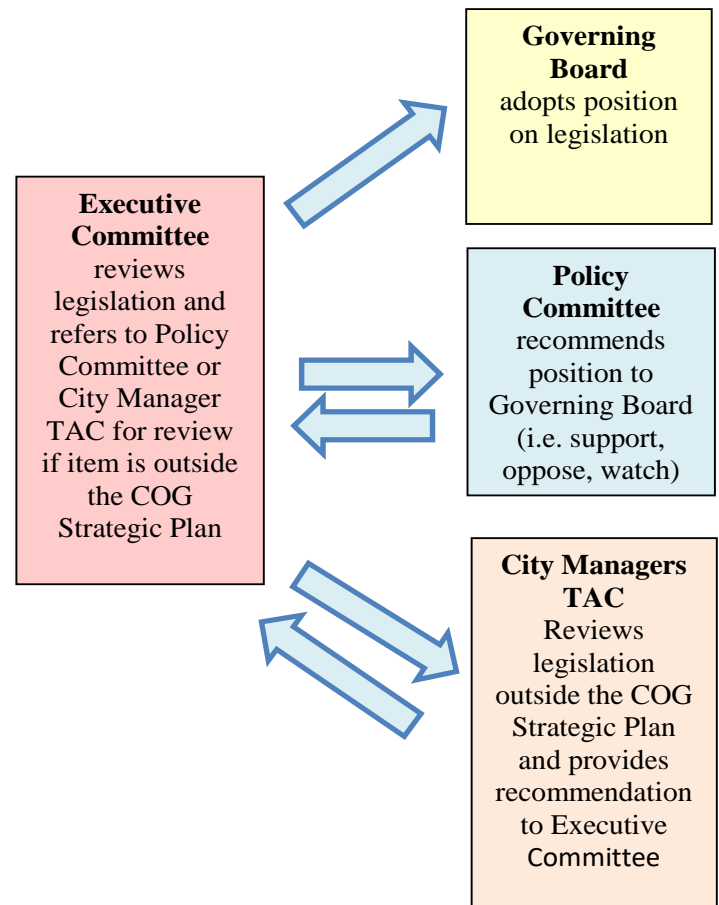 Governing
Board
adopts position
on legislation
Executive
Committee
reviews
legislation and
refers to Policy
Committee or
City Manager
TAC for review
if item is outside
the COG
Strategic Plan
Policy
Committee
recommends
position to
Governing Board
(i.e. support,
oppose, watch)
City Managers
TAC
Reviews
legislation
outside the COG
Strategic Plan
and provides
recommendation
to Executive
Committee